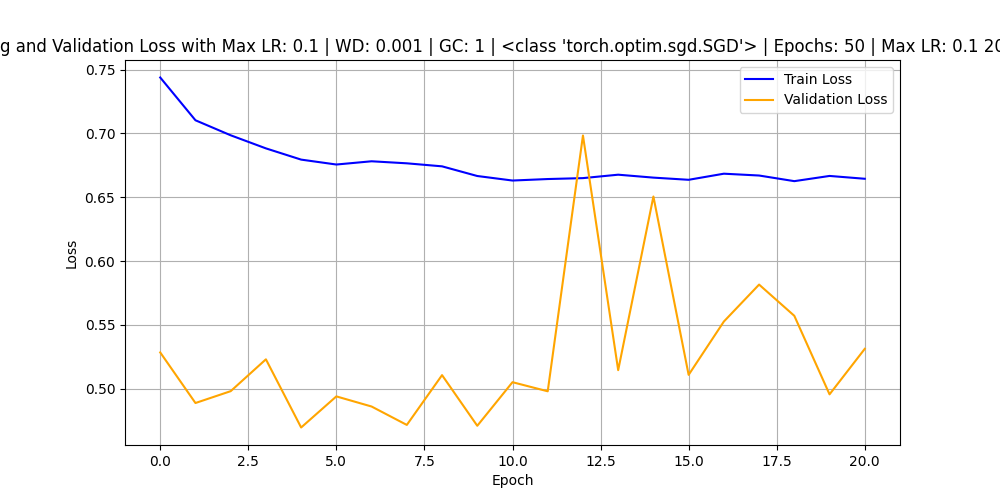 g and Validation Loss with Max LR: 0.1 | WD: 0.001 | GC: 1 | <class 'torch.optim.sgd.SGD'> | Epochs: 50 | Max LR: 0.1 20
Train Loss
Validation Loss
0.75
0.70
0.65
0.60
0.55
0.50
Loss
0.0 2.5 5.0 7.5 10.0 12.5 15.0 17.5 20.0
Epoch